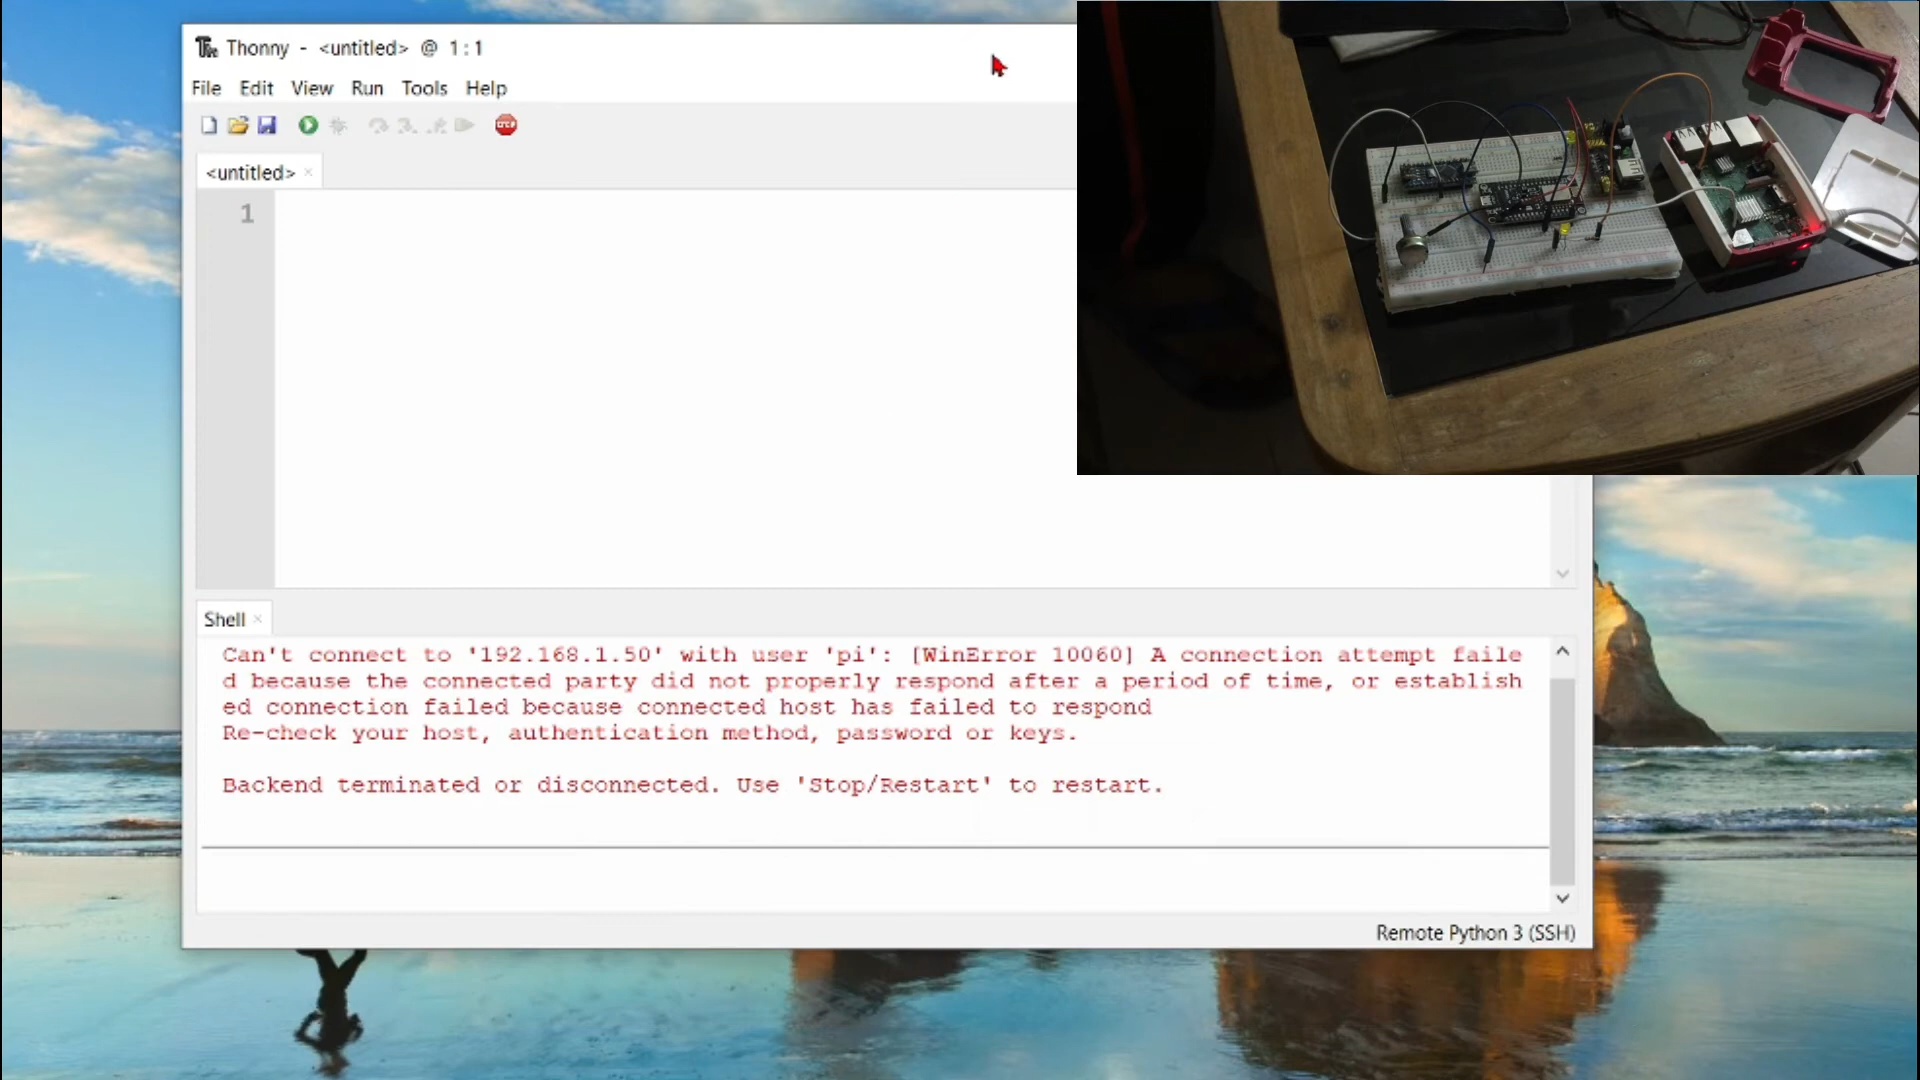 Thonny - <untitled> @ 1:1
File Edit View Run Tools Help
STOP
<untitled> ×
1
Shell ×
Can't connect to '192.168.1.50' with user 'pi': [WinError 10060] A connection attempt faile
d because the connected party did not properly respond after a period of time, or establish
ed connection failed because connected host has failed to respond
Re-check your host, authentication method, password or keys.
Backend terminated or disconnected. Use 'Stop/Restart' to restart.
Remote Python 3 (SSH)